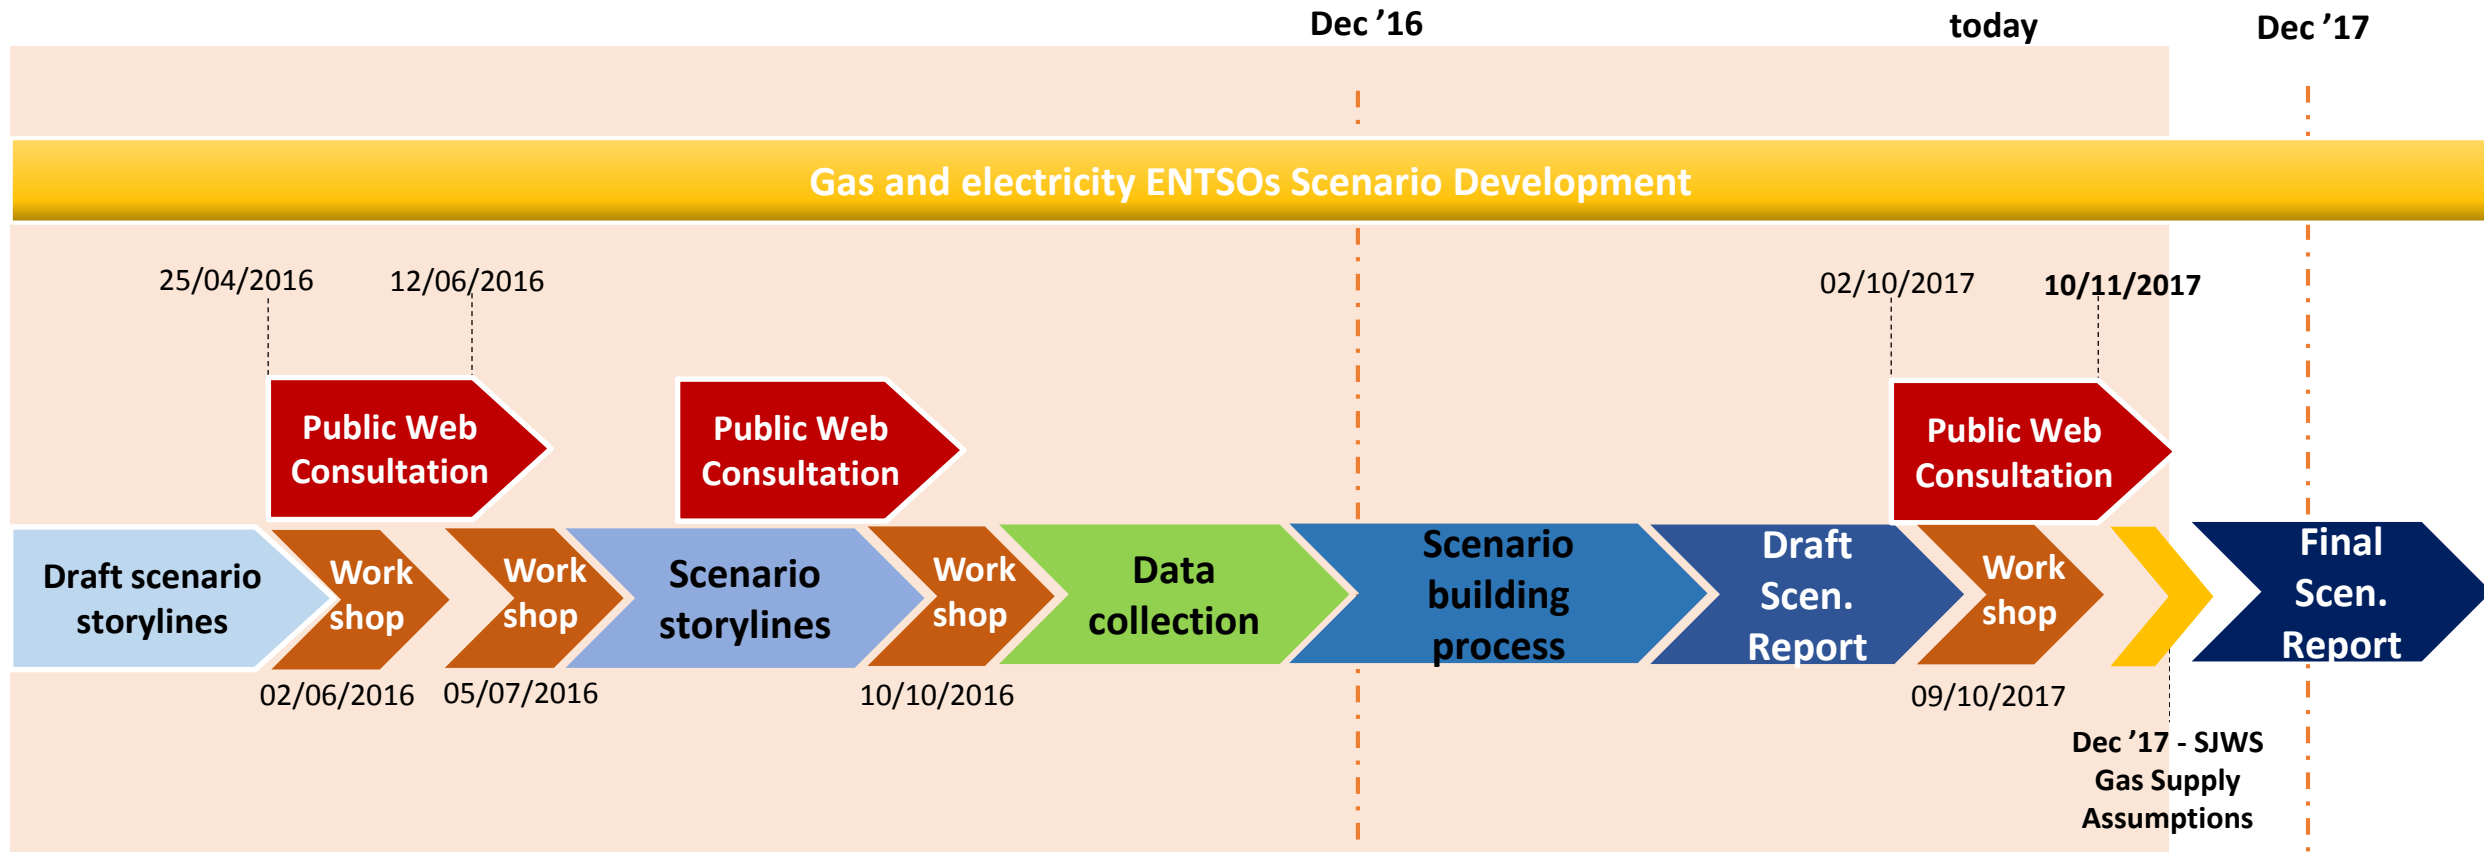 Dec ’16
today
Dec ’17
Gas and electricity ENTSOs Scenario Development
25/04/2016
12/06/2016
02/10/2017
10/11/2017
Public Web
Consultation
Public Web
Consultation
Public Web
Consultation
Draft scenario
storylines
Work
shop
Work
shop
Scenario
storylines
Work
shop
Data
collection
Scenario
building
process
Draft
Scen.
Report
Work
shop
Final
Scen.
Report
02/06/2016
05/07/2016
10/10/2016
09/10/2017
Dec ’17 - SJWS
Gas Supply
Assumptions